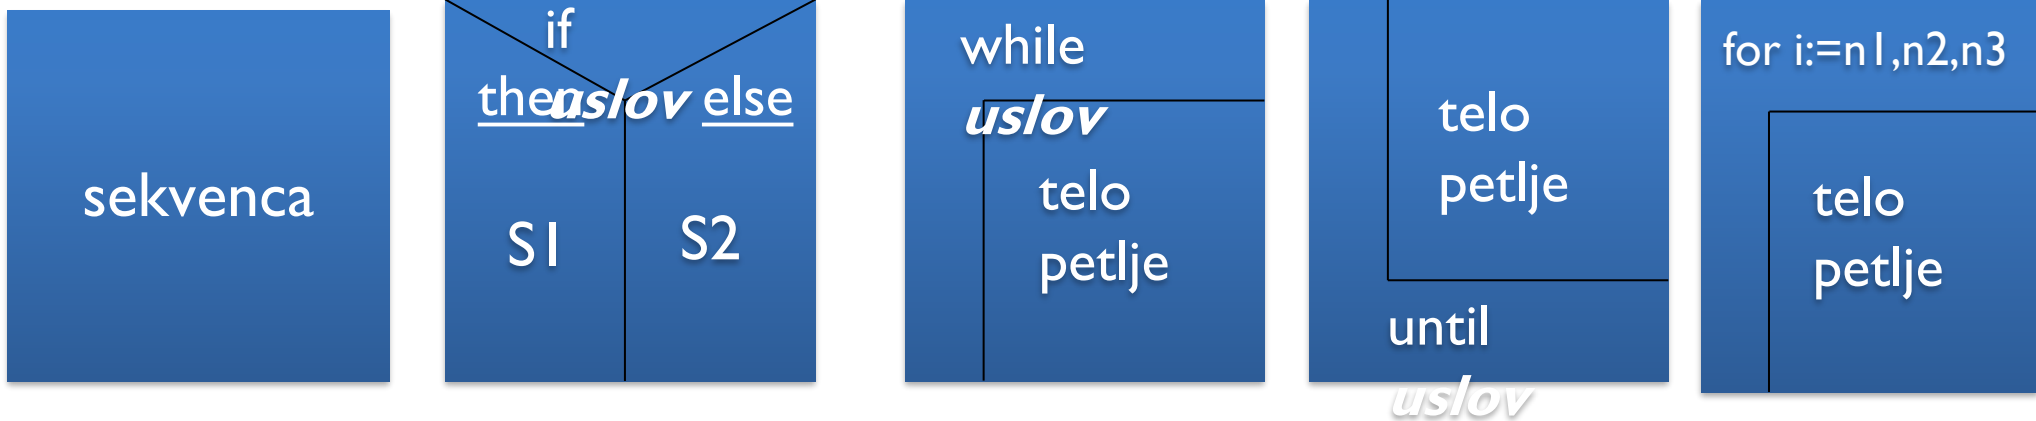 sekvenca
if
uslov
then
else
S1
S2
while
uslov
telo
petlje
telo
petlje
until
uslov
for i:=n1,n2,n3
telo
petlje